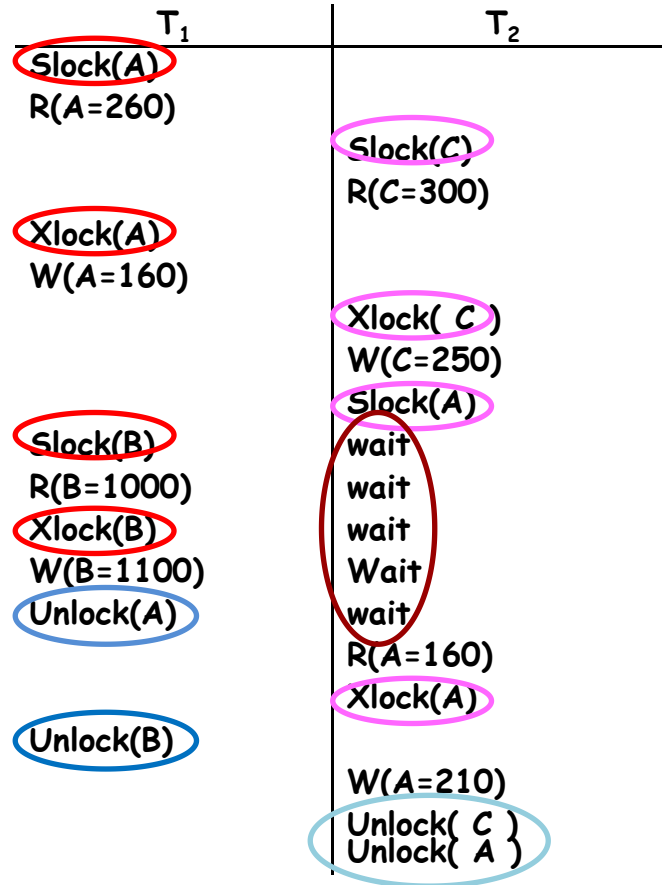 T1 T2
Slock(A)
R(A=260)
Slock(C)
R(C=300)
Xlock(A)
W(A=160)
Xlock( C )
W(C=250)
Slock(A)
Slock(B) wait
R(B=1000) wait
Xlock(B) wait
W(B=1100) Wait
Unlock(A) wait
R(A=160)
Xlock(A)
Unlock(B)
W(A=210)
Unlock( C )
Unlock( A )